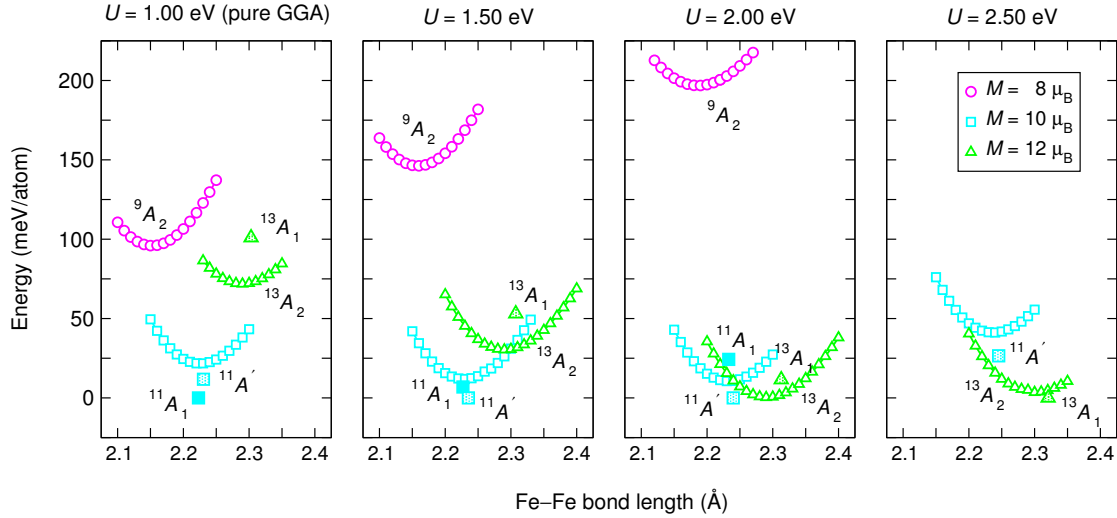 U = 1.00 eV (pure GGA)
U = 1.50 eV
U = 2.00 eV
U = 2.50 eV
Energy (meV/atom)
200
150
100
50
0
⁹A₂
¹³A₁
¹³A₂
¹¹A₁
¹¹A′
⁹A₂
¹³A₁
¹³A₂
¹¹A₁
¹¹A′
⁹A₂
¹¹A₁
¹³A₁
¹¹A′
¹³A₂
M = 8 μB
M = 10 μB
M = 12 μB
¹¹A′
¹³A₂
¹³A₁
2.1 2.2 2.3 2.4
2.1 2.2 2.3 2.4
2.1 2.2 2.3 2.4
2.1 2.2 2.3 2.4
Fe–Fe bond length (Å)